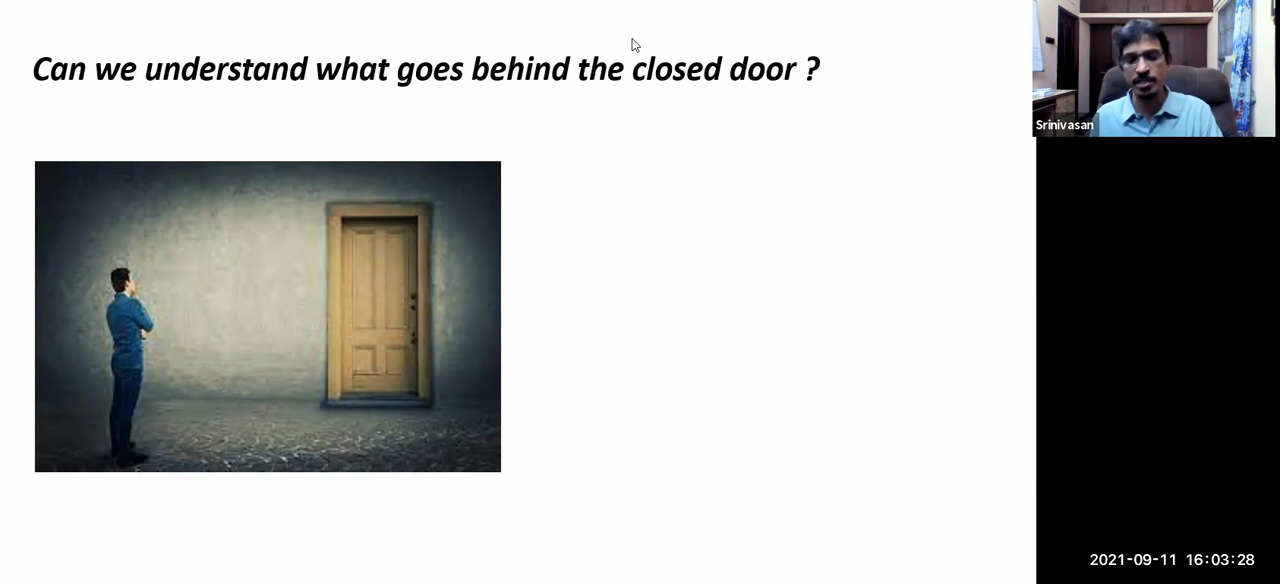 Can we understand what goes behind the closed door ?
Srinivasan
2021-09-11 16:03:28